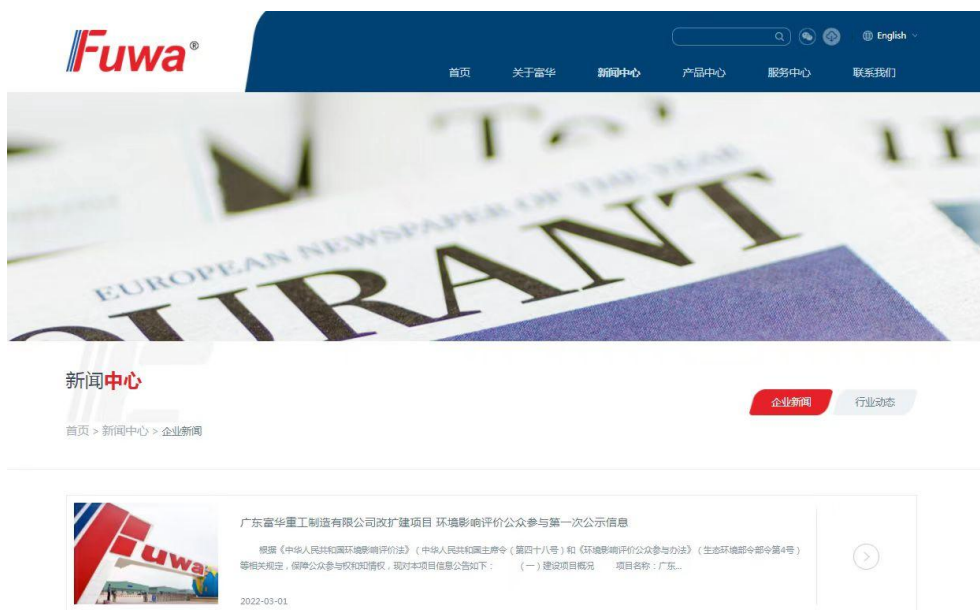 Fuwa®
English
首页 关于富华 新闻中心 产品中心 服务中心 联系我们
To
EUROPEAN NEWSPAPER OF THE YEAR
OURANT
新闻中心
企业新闻 行业动态
首页 > 新闻中心 > 企业新闻
uwa
广东富华重工制造有限公司改扩建项目 环境影响评价公众参与第一次公示信息
根据《中华人民共和国环境影响评价法》（中华人民共和国主席令（第四十八号）和《环境影响评价公众参与办法》（生态环境部令部令第4号）
等相关规定，保障公众参与权和知情权，现对本项目信息公告如下： （一）建设项目概况 项目名称：广东...
2022-03-01